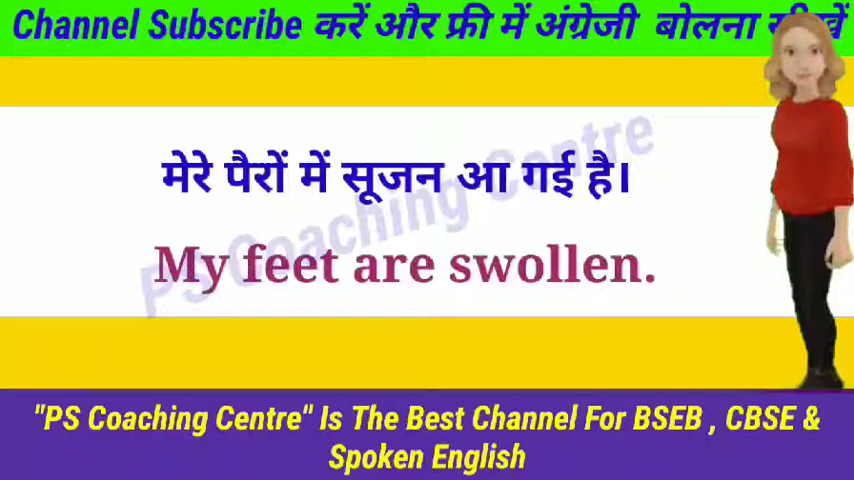 Channel Subscribe करें और फ्री में अंग्रेजी बोलना सीखें
मेरे पैरों में सूजन आ गई है।
My feet are swollen.
PS Coaching Centre
"PS Coaching Centre" Is The Best Channel For BSEB , CBSE &
Spoken English